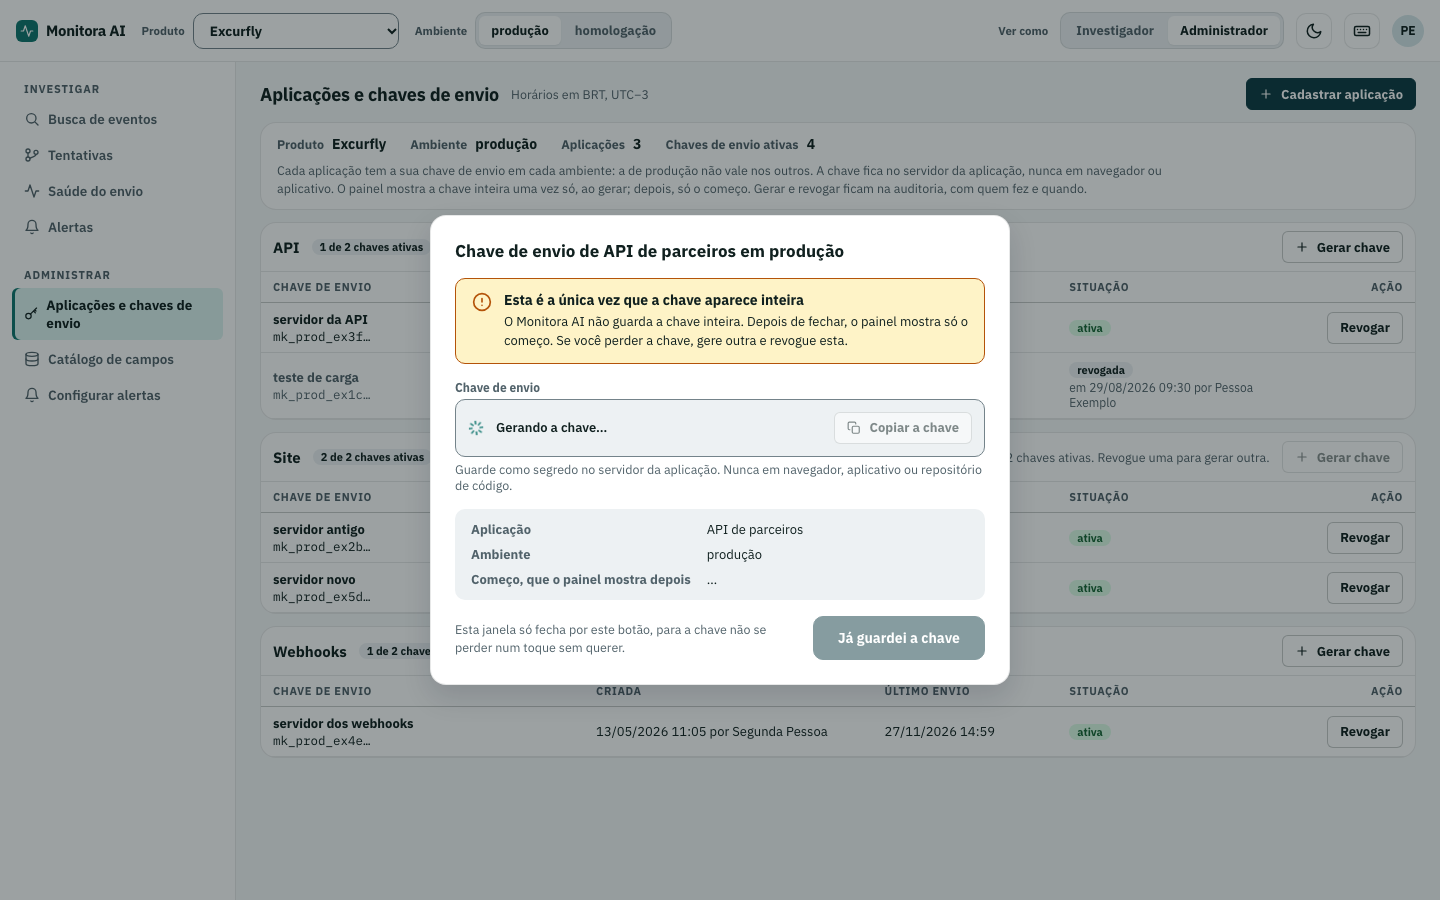 Monitora AI
Produto
Excurfly
Ambiente
produção
homologação
Ver como
Investigador
Administrador
PE
INVESTIGAR
Busca de eventos
Tentativas
Saúde do envio
Alertas
ADMINISTRAR
Aplicações e chaves de
envio
Catálogo de campos
Configurar alertas
Aplicações e chaves de envio
Horários em BRT, UTC−3
Cadastrar aplicação
Produto Excurfly
Ambiente produção
Aplicações 3
Chaves de envio ativas 4
Cada aplicação tem a sua chave de envio em cada ambiente: a de produção não vale nos outros. A chave fica no servidor da aplicação, nunca em navegador ou
aplicativo. O painel mostra a chave inteira uma vez só, ao gerar; depois, só o começo. Gerar e revogar ficam na auditoria, com quem fez e quando.
API
1 de 2 chaves ativas
Gerar chave
CHAVE DE ENVIO
SITUAÇÃO
AÇÃO
servidor da API
mk_prod_ex3f…
ativa
Revogar
teste de carga
mk_prod_ex1c…
revogada
em 29/08/2026 09:30 por Pessoa
Exemplo
Site
2 de 2 chaves ativas
2 chaves ativas. Revogue uma para gerar outra.
Gerar chave
CHAVE DE ENVIO
SITUAÇÃO
AÇÃO
servidor antigo
mk_prod_ex2b…
ativa
Revogar
servidor novo
mk_prod_ex5d…
ativa
Revogar
Webhooks
1 de 2 chave
Gerar chave
CHAVE DE ENVIO
CRIADA
ÚLTIMO ENVIO
SITUAÇÃO
AÇÃO
servidor dos webhooks
mk_prod_ex4e…
13/05/2026 11:05 por Segunda Pessoa
27/11/2026 14:59
ativa
Revogar
Chave de envio de API de parceiros em produção
Esta é a única vez que a chave aparece inteira
O Monitora AI não guarda a chave inteira. Depois de fechar, o painel mostra só o
começo. Se você perder a chave, gere outra e revogue esta.
Chave de envio
Gerando a chave…
Copiar a chave
Guarde como segredo no servidor da aplicação. Nunca em navegador, aplicativo ou repositório
de código.
Aplicação
API de parceiros
Ambiente
produção
Começo, que o painel mostra depois
…
Esta janela só fecha por este botão, para a chave não se
perder num toque sem querer.
Já guardei a chave